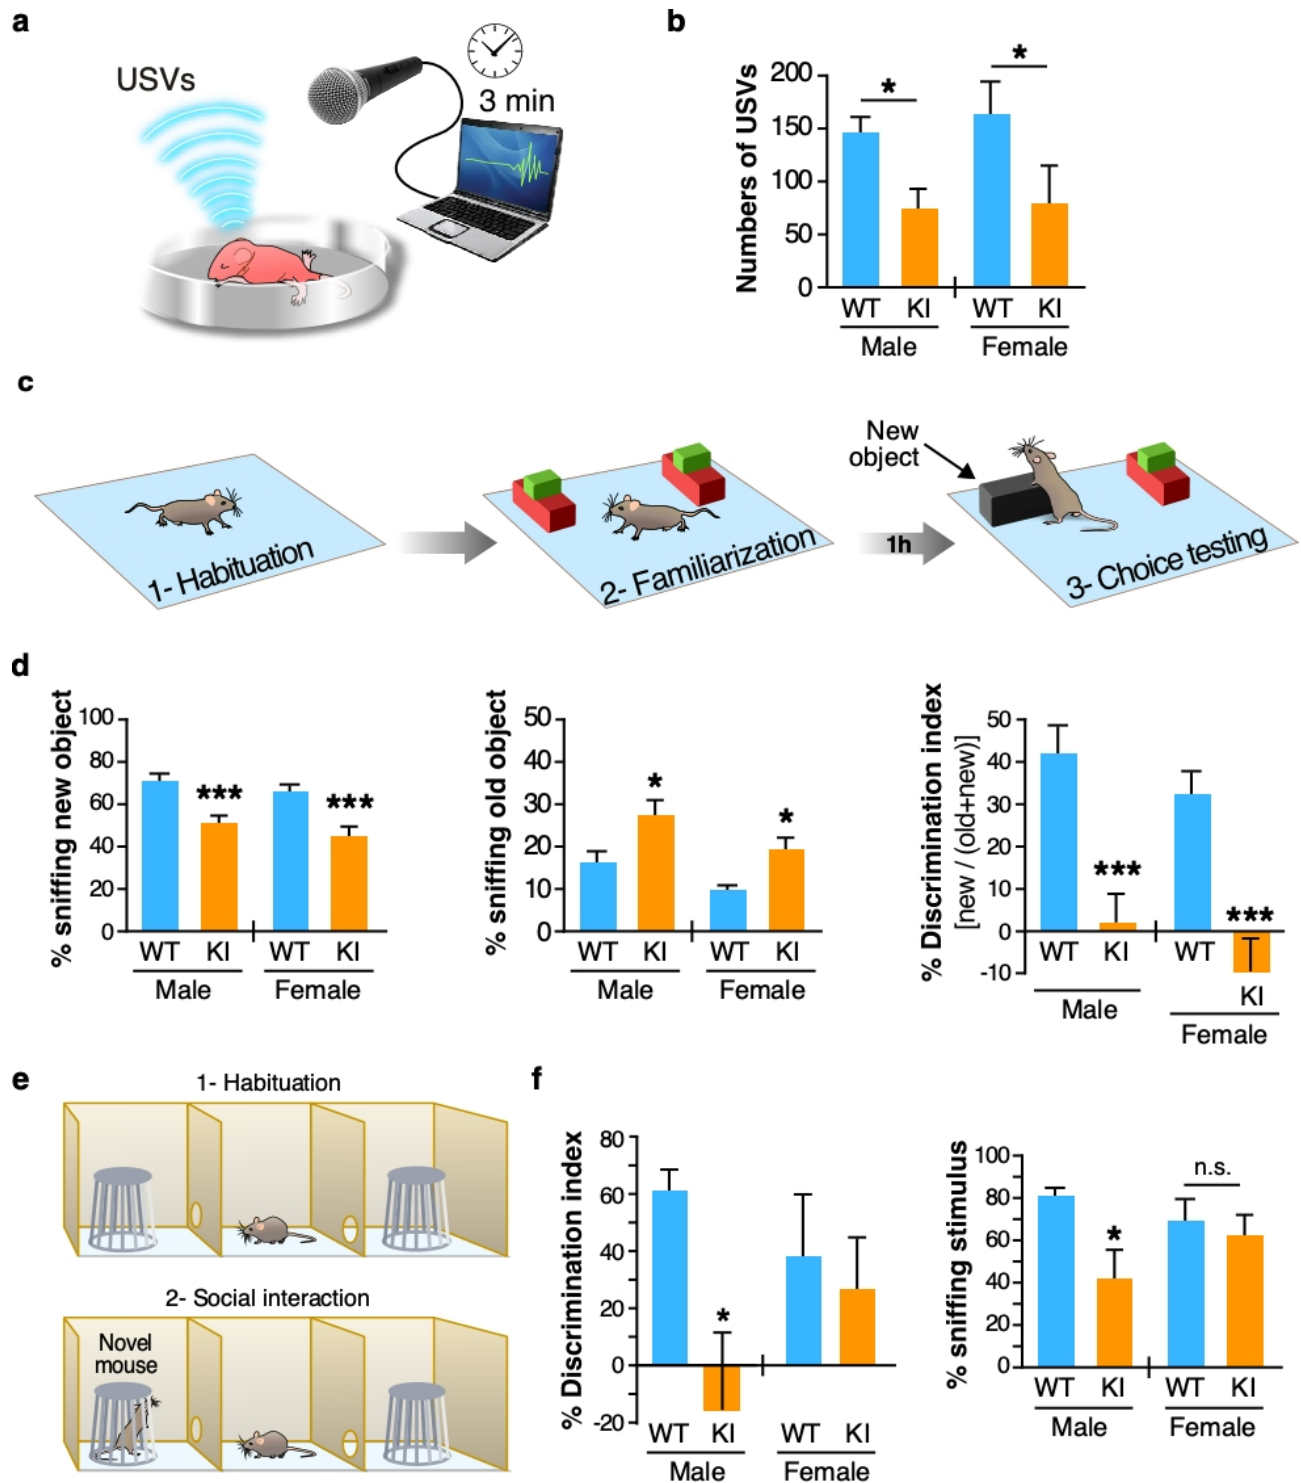 a
USVs
3 min
b
Numbers of USVs
200
150
100
50
0
*
*
WT KI WT KI
Male Female
c
1- Habituation
2- Familiarization
1h
New
object
3- Choice testing
d
% sniffing new object
100
80
60
40
20
0
***
***
WT KI WT KI
Male Female
% sniffing old object
50
40
30
20
10
0
*
*
WT KI WT KI
Male Female
% Discrimination index
[new / (old+new)]
50
40
30
20
10
0
-10
***
***
WT KI WT
KI
Male
Female
e
1- Habituation
2- Social interaction
Novel
mouse
f
% Discrimination index
80
60
40
20
0
-20
*
WT KI WT KI
Male Female
% sniffing stimulus
100
80
60
40
20
0
*
n.s.
WT KI WT KI
Male Female